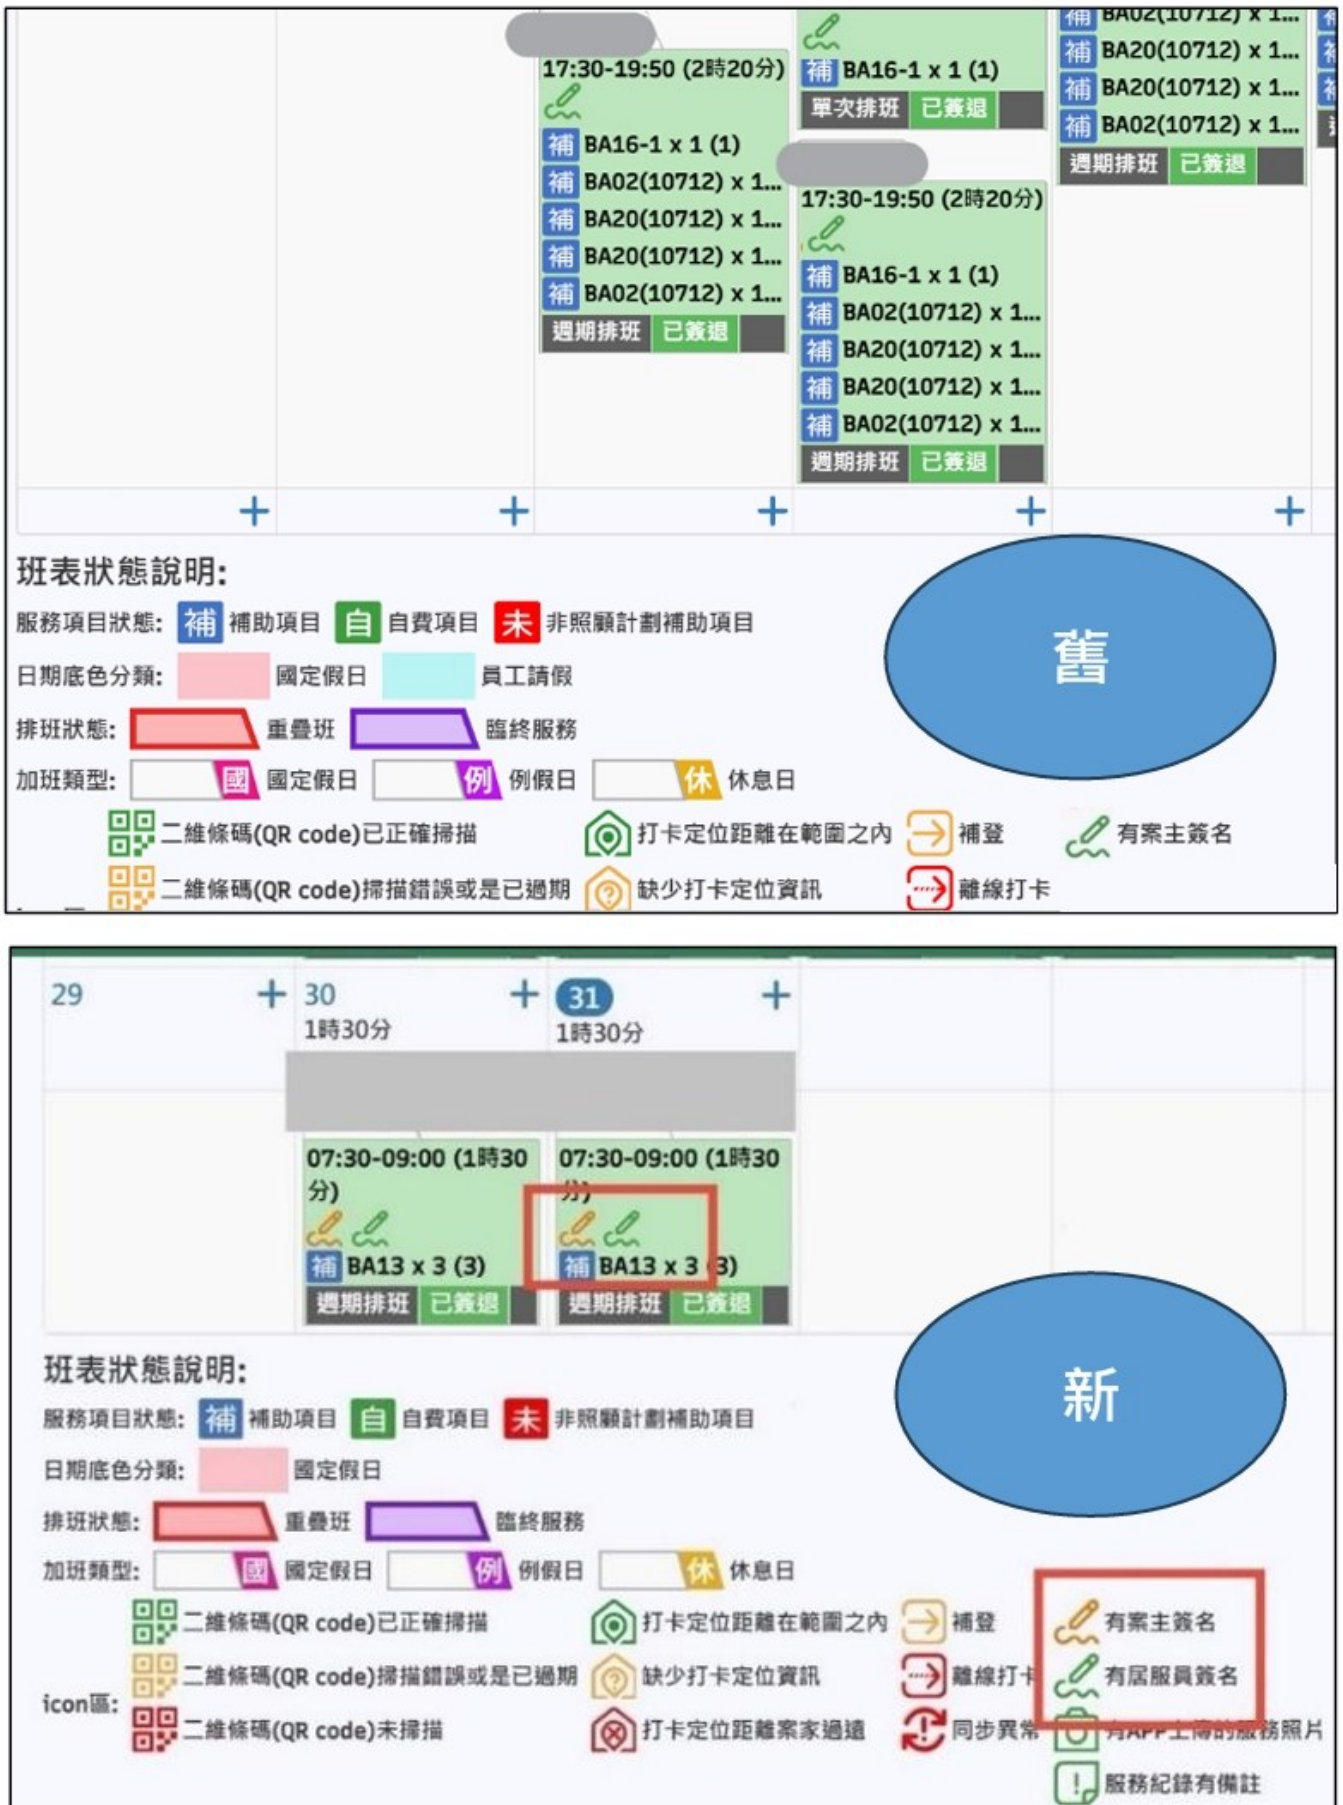 17:30-19:50 (2時20分)
補 BA16-1 x 1 (1)
補 BA02(10712) x 1...
補 BA20(10712) x 1...
補 BA20(10712) x 1...
補 BA02(10712) x 1...
週期排班 已簽退
補 BA16-1 x 1 (1)
單次排班 已簽退
17:30-19:50 (2時20分)
補 BA16-1 x 1 (1)
補 BA02(10712) x 1...
補 BA20(10712) x 1...
補 BA20(10712) x 1...
補 BA02(10712) x 1...
週期排班 已簽退
補 BA02(10712) x 1...
補 BA20(10712) x 1...
補 BA20(10712) x 1...
補 BA02(10712) x 1...
週期排班 已簽退
+ + + + +
班表狀態說明:
服務項目狀態: 補 補助項目 自 自費項目 未 非照顧計劃補助項目
日期底色分類: 國定假日 員工請假
排班狀態: 重疊班 臨終服務
加班類型: 國 國定假日 例 例假日 休 休息日
二維條碼(QR code)已正確掃描 打卡定位距離在範圍之內 補登 有案主簽名
二維條碼(QR code)掃描錯誤或是已過期 缺少打卡定位資訊 離線打卡
舊
29 + 30 + 31 +
1時30分 1時30分
07:30-09:00 (1時30分)
補 BA13 x 3 (3)
週期排班 已簽退
07:30-09:00 (1時30分)
補 BA13 x 3 (3)
週期排班 已簽退
新
班表狀態說明:
服務項目狀態: 補 補助項目 自 自費項目 未 非照顧計劃補助項目
日期底色分類: 國定假日
排班狀態: 重疊班 臨終服務
加班類型: 國 國定假日 例 例假日 休 休息日
二維條碼(QR code)已正確掃描 打卡定位距離在範圍之內 補登 有案主簽名
icon區: 二維條碼(QR code)掃描錯誤或是已過期 缺少打卡定位資訊 離線打卡 有居服員簽名
二維條碼(QR code)未掃描 打卡定位距離案家過遠 同步異常 有APP上傳的服務照片
服務紀錄有備註